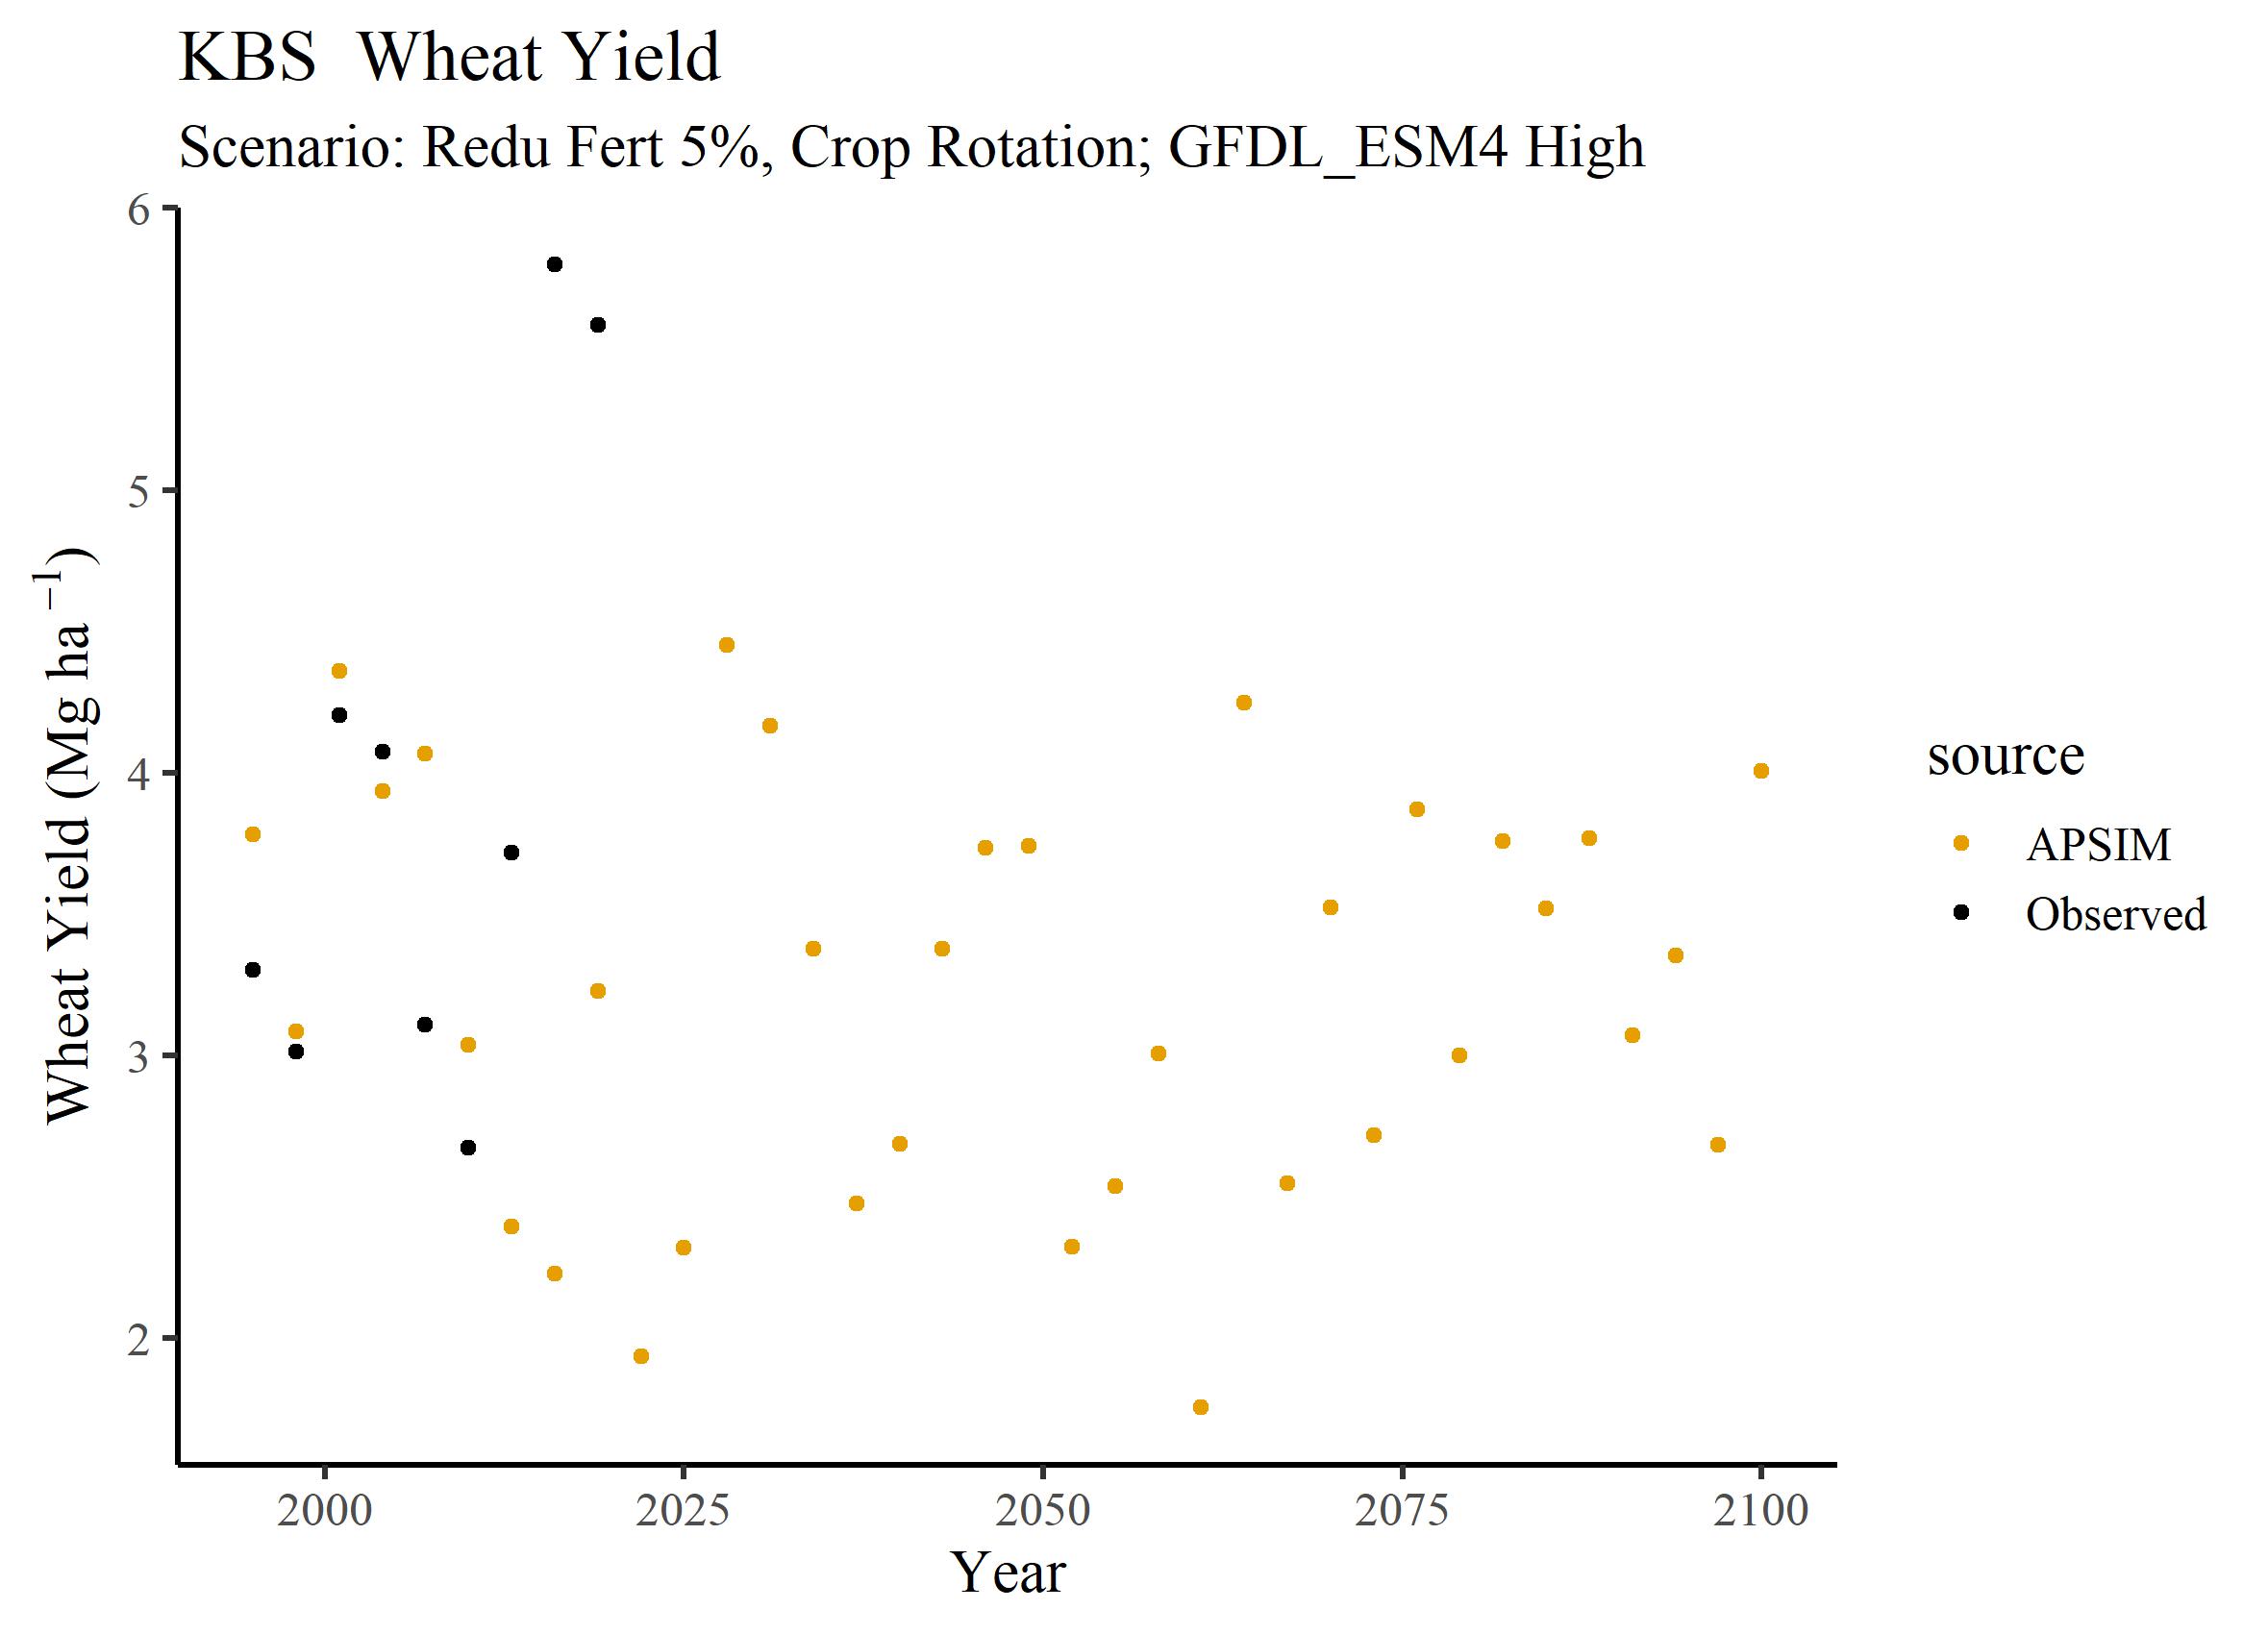 KBS  Wheat Yield
Scenario: Redu Fert 5%, Crop Rotation; GFDL_ESM4 High
6
5
4
3
2
Wheat Yield (Mg ha⁻¹)
2000 2025 2050 2075 2100
Year
source
APSIM
Observed